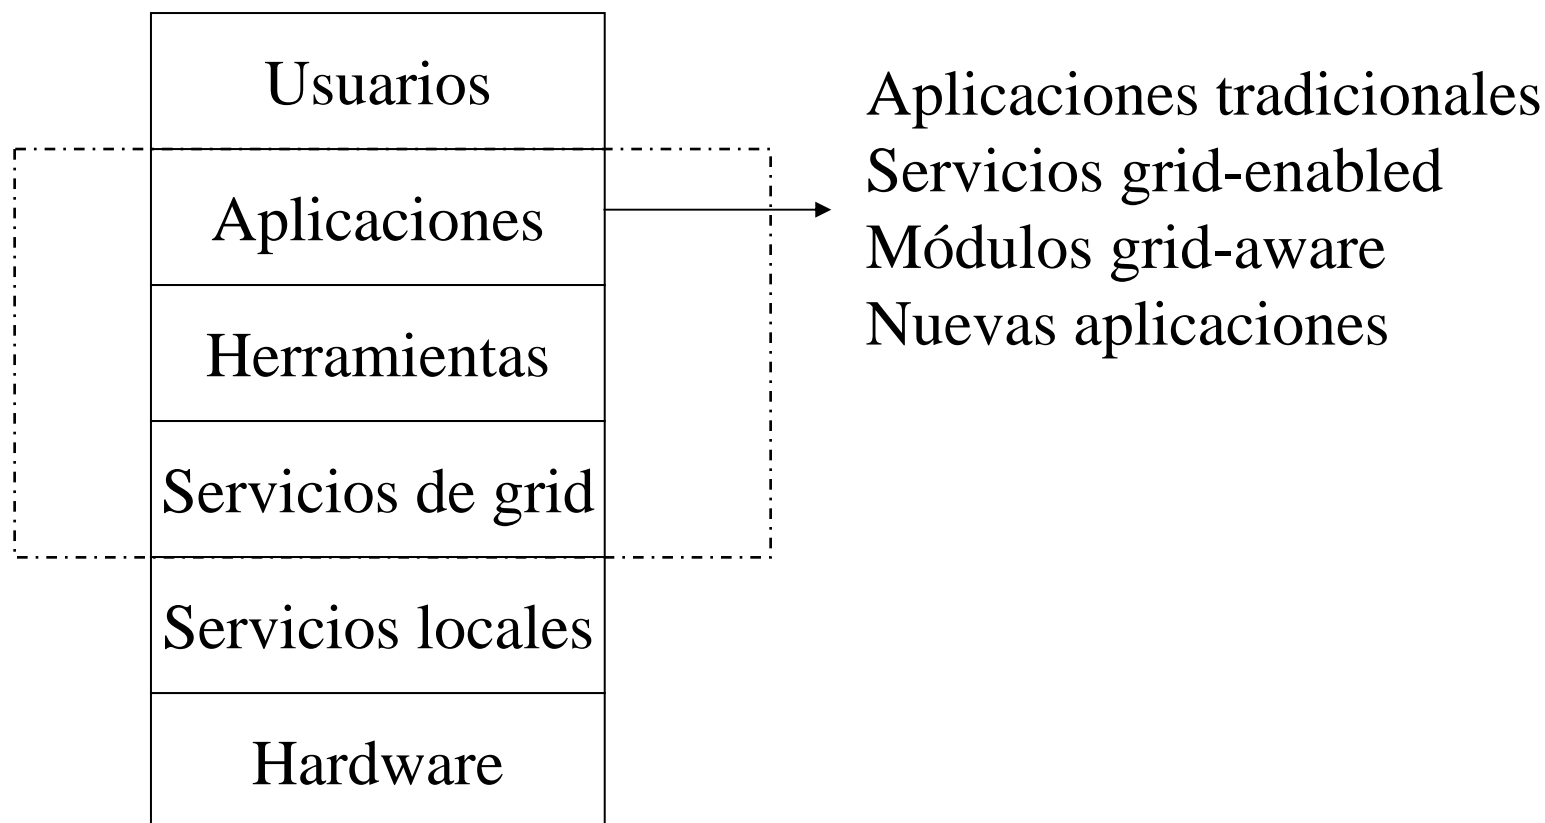 Usuarios
Aplicaciones
Herramientas
Servicios de grid
Servicios locales
Hardware
Aplicaciones tradicionales
Servicios grid-enabled
Módulos grid-aware
Nuevas aplicaciones